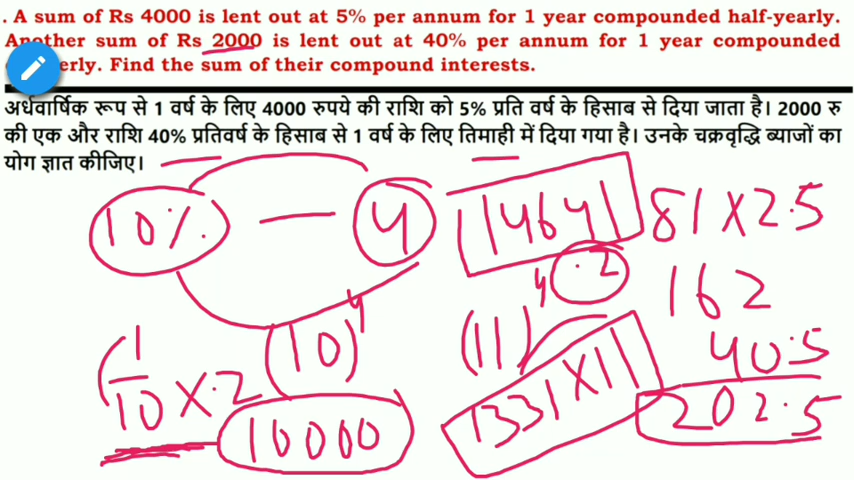 . A sum of Rs 4000 is lent out at 5% per annum for 1 year compounded half-yearly.
Another sum of Rs 2000 is lent out at 40% per annum for 1 year compounded
erly. Find the sum of their compound interests.
अर्धवार्षिक रूप से 1 वर्ष के लिए 4000 रुपये की राशि को 5% प्रति वर्ष के हिसाब से दिया जाता है। 2000 रु
की एक और राशि 40% प्रतिवर्ष के हिसाब से 1 वर्ष के लिए तिमाही में दिया गया है। उनके चक्रवृद्धि ब्याजों का
योग ज्ञात कीजिए।
10% — 4 14641 81 X 2.5
.2 162
(10)4 (11)4 40.5
1/10 X .2 1331 X 11 202.5
10000